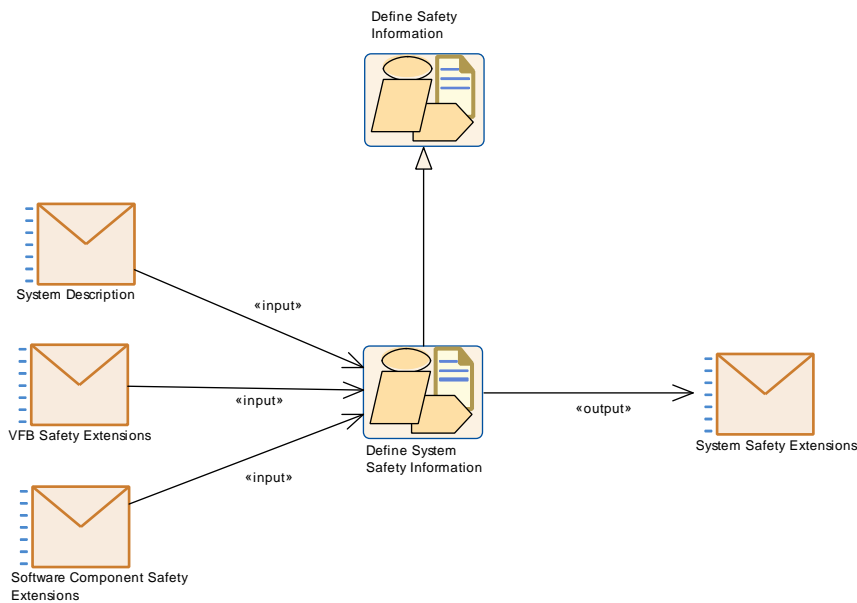 Define Safety
Information
System Description
«input»
VFB Safety Extensions
«input»
Software Component Safety
Extensions
«input»
Define System
Safety Information
«output»
System Safety Extensions